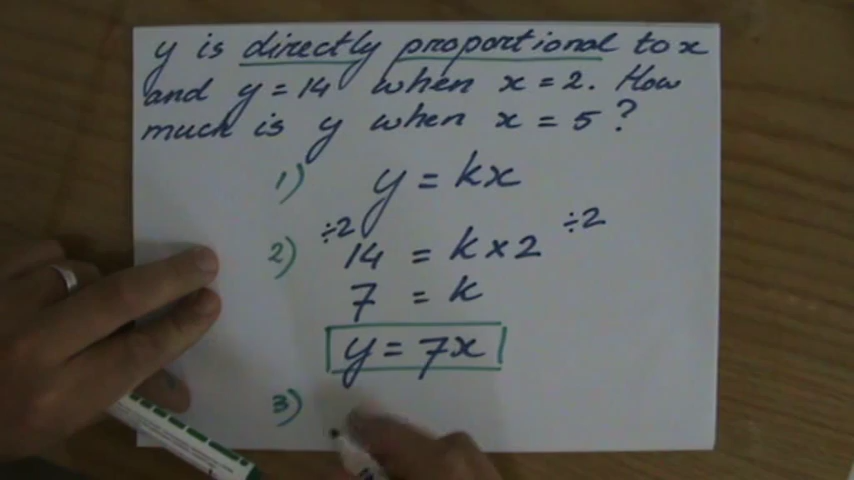 y is directly proportional to x
and y = 14 when x = 2. How
much is y when x = 5?
1) y = kx
÷2 14 = k × 2 ÷2
2)
7 = k
y = 7x
3)